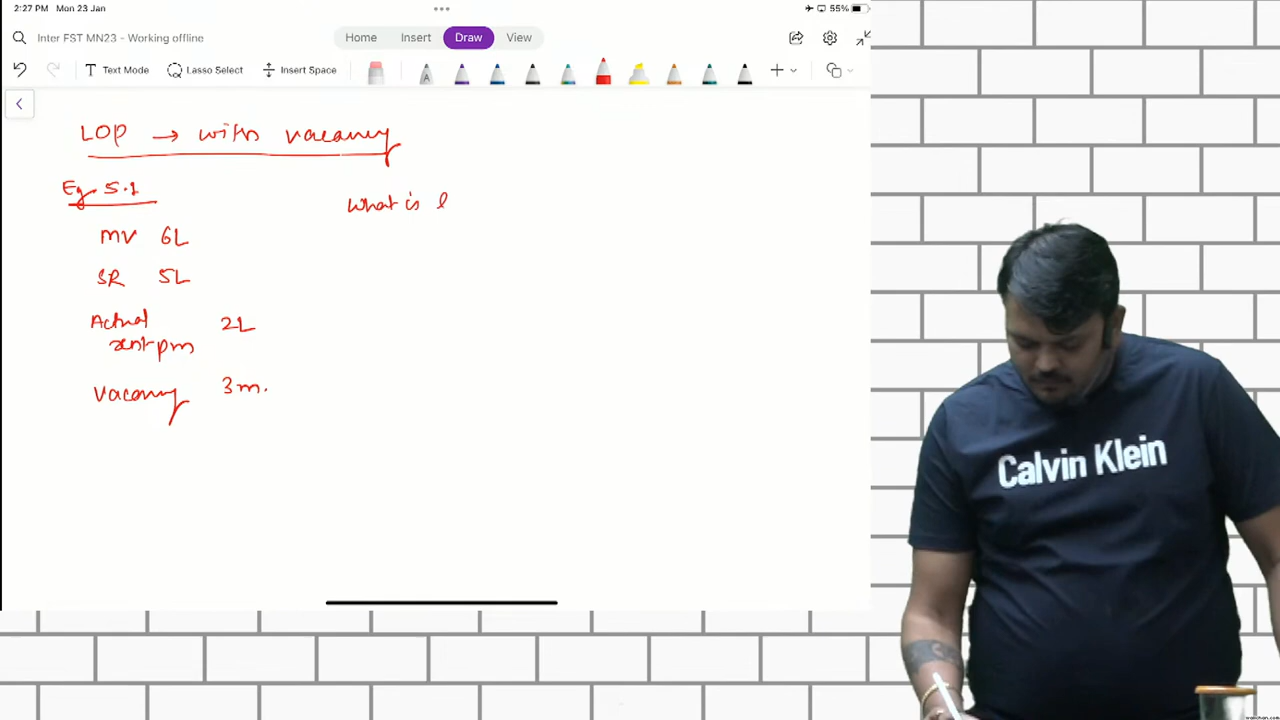 2:27 PM Mon 23 Jan
55%
Inter FST MN23 - Working offline
Home Insert Draw View
Text Mode Lasso Select Insert Space
LOP → with vacancy
Eg. 5.1
What is l
MV 6L
SR 5L
Actual 2L
rent pm
Vacancy 3m.
Calvin Klein